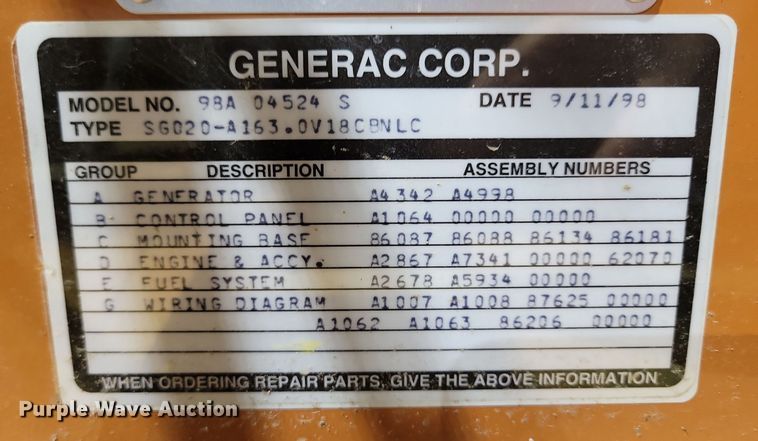 GENERAC CORP.
MODEL NO. 98A 04524 S DATE 9/11/98
TYPE SG020-A163.0V18CBNLC
GROUP DESCRIPTION ASSEMBLY NUMBERS
A GENERATOR A4342 A4998
B CONTROL PANEL A1064 00000 00000
C MOUNTING BASE 86087 86088 86134 86181
D ENGINE & ACCY. A2867 A7341 00000 62070
E FUEL SYSTEM A2678 A5934 00000
G WIRING DIAGRAM A1007 A1008 87625 00000
A1062 A1063 86206 00000
WHEN ORDERING REPAIR PARTS, GIVE THE ABOVE INFORMATION
Purple Wave Auction